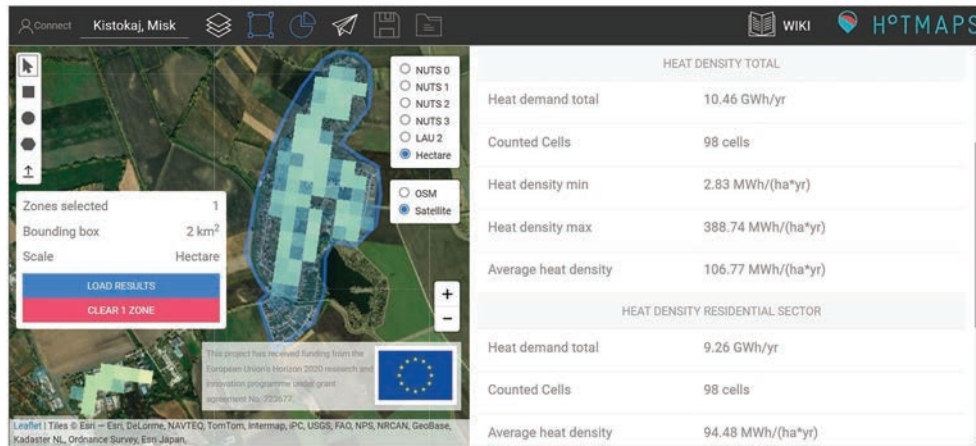 Connect
Kistokaj, Misk
WIKI
HOTMAPS
NUTS 0
NUTS 1
NUTS 2
NUTS 3
LAU 2
Hectare
OSM
Satellite
Zones selected 1
Bounding box 2 km²
Scale Hectare
LOAD RESULTS
CLEAR 1 ZONE
+
−
This project has received funding from the
European Union's Horizon 2020 research and
innovation programme under grant
agreement No. 723677.
Leaflet | Tiles © Esri — Esri, DeLorme, NAVTEQ, TomTom, Intermap, iPC, USGS, FAO, NPS, NRCAN, GeoBase,
Kadaster NL, Ordnance Survey, Esri Japan,
HEAT DENSITY TOTAL
Heat demand total 10.46 GWh/yr
Counted Cells 98 cells
Heat density min 2.83 MWh/(ha*yr)
Heat density max 388.74 MWh/(ha*yr)
Average heat density 106.77 MWh/(ha*yr)
HEAT DENSITY RESIDENTIAL SECTOR
Heat demand total 9.26 GWh/yr
Counted Cells 98 cells
Average heat density 94.48 MWh/(ha*yr)